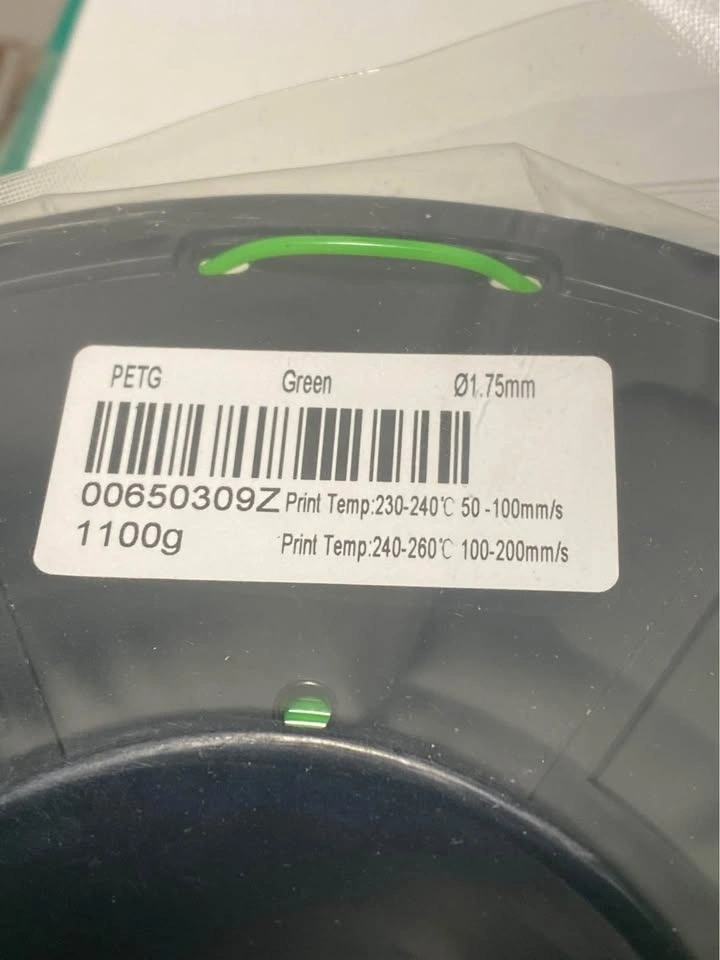 PETG Green Ø1.75mm
00650309Z Print Temp:230-240℃ 50-100mm/s
1100g Print Temp:240-260℃ 100-200mm/s